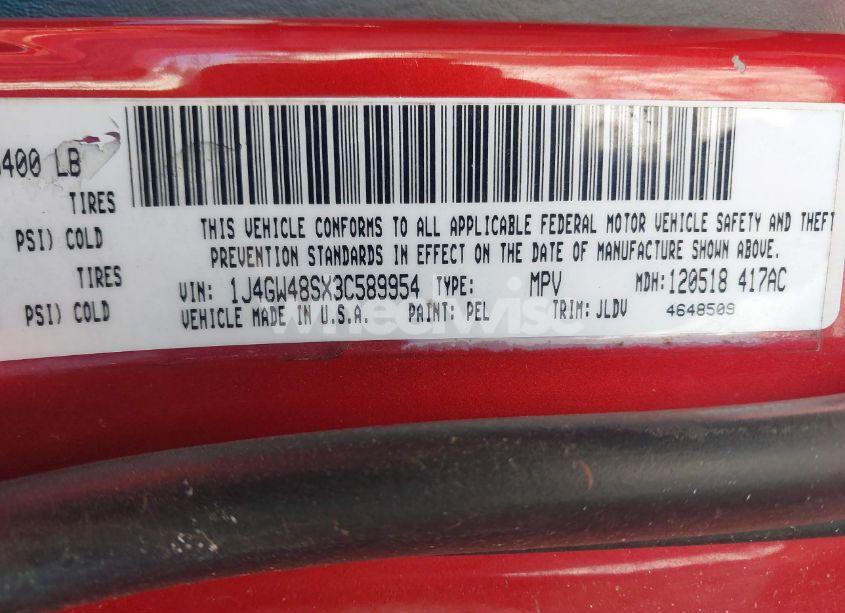 400 LB
TIRES
PSI) COLD
TIRES
PSI) COLD
THIS VEHICLE CONFORMS TO ALL APPLICABLE FEDERAL MOTOR VEHICLE SAFETY AND THEFT
PREVENTION STANDARDS IN EFFECT ON THE DATE OF MANUFACTURE SHOWN ABOVE.
VIN: 1J4GW48SX3C589954 TYPE: MPV MDH:120518 417AC
VEHICLE MADE IN U.S.A. PAINT: PEL TRIM: JLDV 4648509
wheelwise